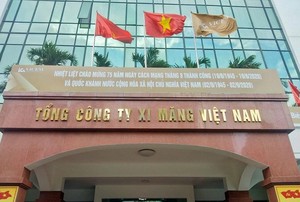 NHIỆT LIỆT CHÀO MỪNG 75 NĂM NGÀY CÁCH MẠNG THÁNG 8 THÀNH CÔNG (19/8/1945 - 19/8/2020)
VÀ QUỐC KHÁNH NƯỚC CỘNG HÒA XÃ HỘI CHỦ NGHĨA VIỆT NAM (02/9/1945 - 02/9/2020)
TỔNG CÔNG TY XI MĂNG VIỆT NAM